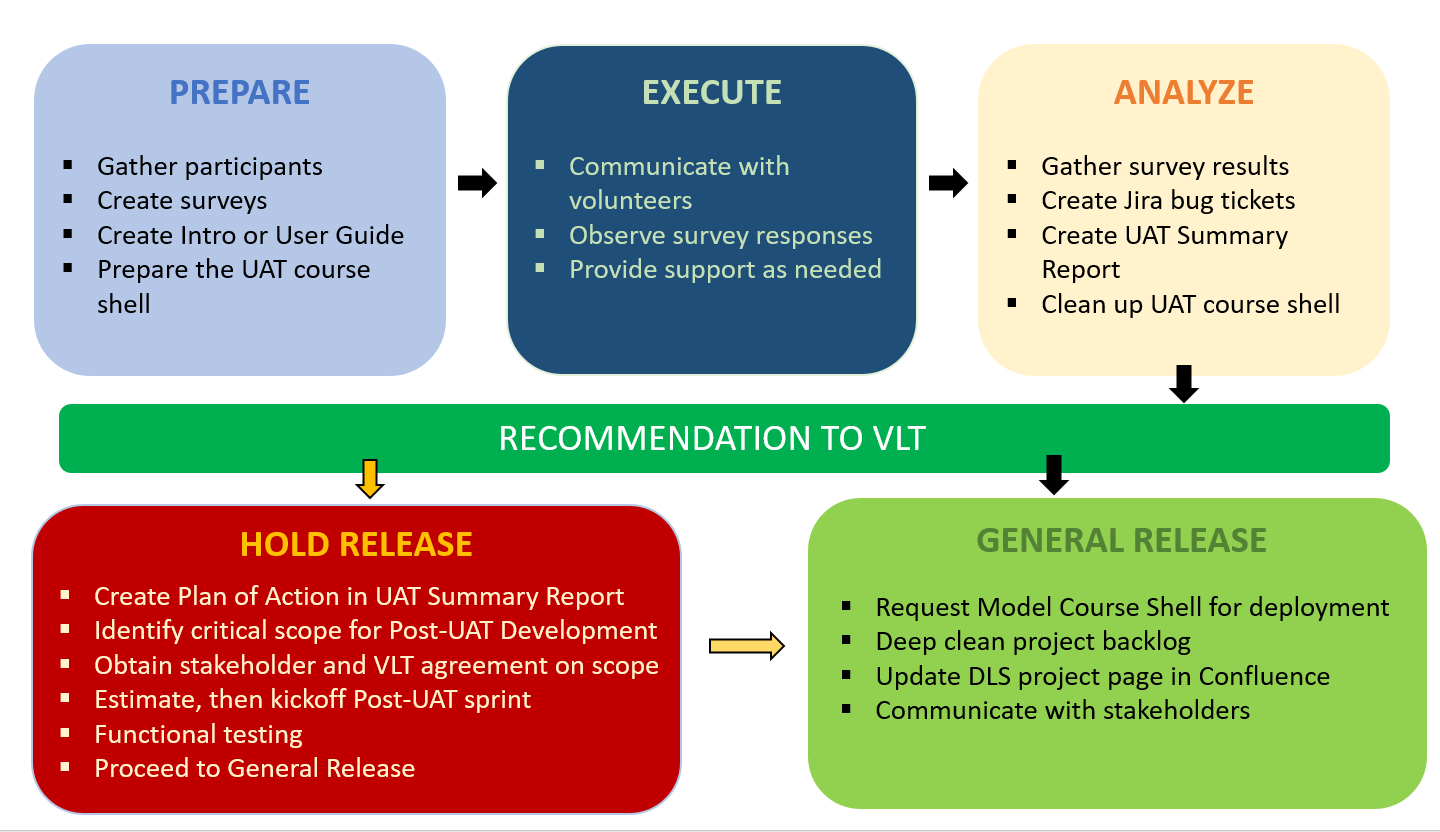 PREPARE
▪ Gather participants
▪ Create surveys
▪ Create Intro or User Guide
▪ Prepare the UAT course
shell
EXECUTE
▪ Communicate with
volunteers
▪ Observe survey responses
▪ Provide support as needed
ANALYZE
▪ Gather survey results
▪ Create Jira bug tickets
▪ Create UAT Summary
Report
▪ Clean up UAT course shell
RECOMMENDATION TO VLT
HOLD RELEASE
▪ Create Plan of Action in UAT Summary Report
▪ Identify critical scope for Post-UAT Development
▪ Obtain stakeholder and VLT agreement on scope
▪ Estimate, then kickoff Post-UAT sprint
▪ Functional testing
▪ Proceed to General Release
GENERAL RELEASE
▪ Request Model Course Shell for deployment
▪ Deep clean project backlog
▪ Update DLS project page in Confluence
▪ Communicate with stakeholders